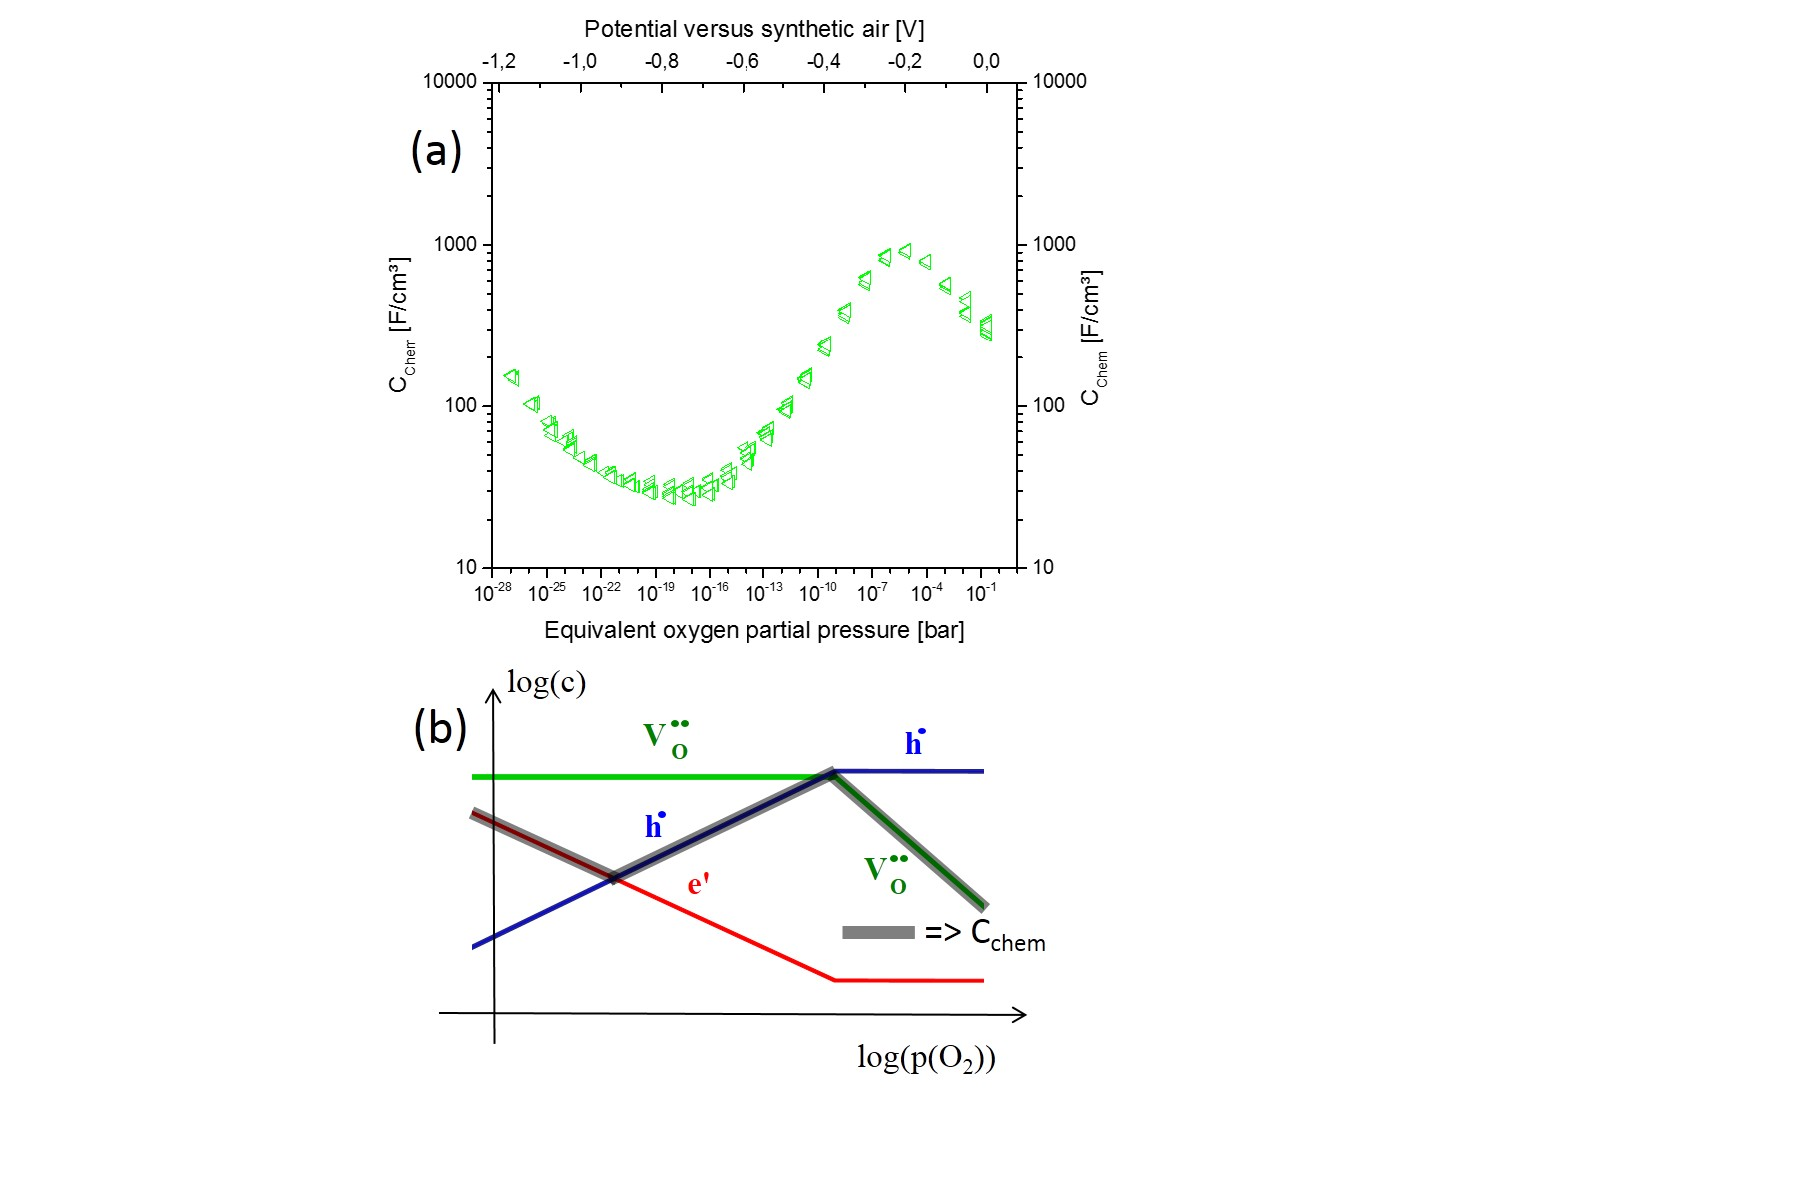 Potential versus synthetic air [V]
-1,2 -1,0 -0,8 -0,6 -0,4 -0,2 0,0
10000 10000
(a)
1000 1000
C_Chem [F/cm³] C_Chem [F/cm³]
100 100
10 10
10^-28 10^-25 10^-22 10^-19 10^-16 10^-13 10^-10 10^-7 10^-4 10^-1
Equivalent oxygen partial pressure [bar]
log(c)
(b)
V_O^••
h^•
h^•
V_O^••
e'
=> C_chem
log(p(O₂))